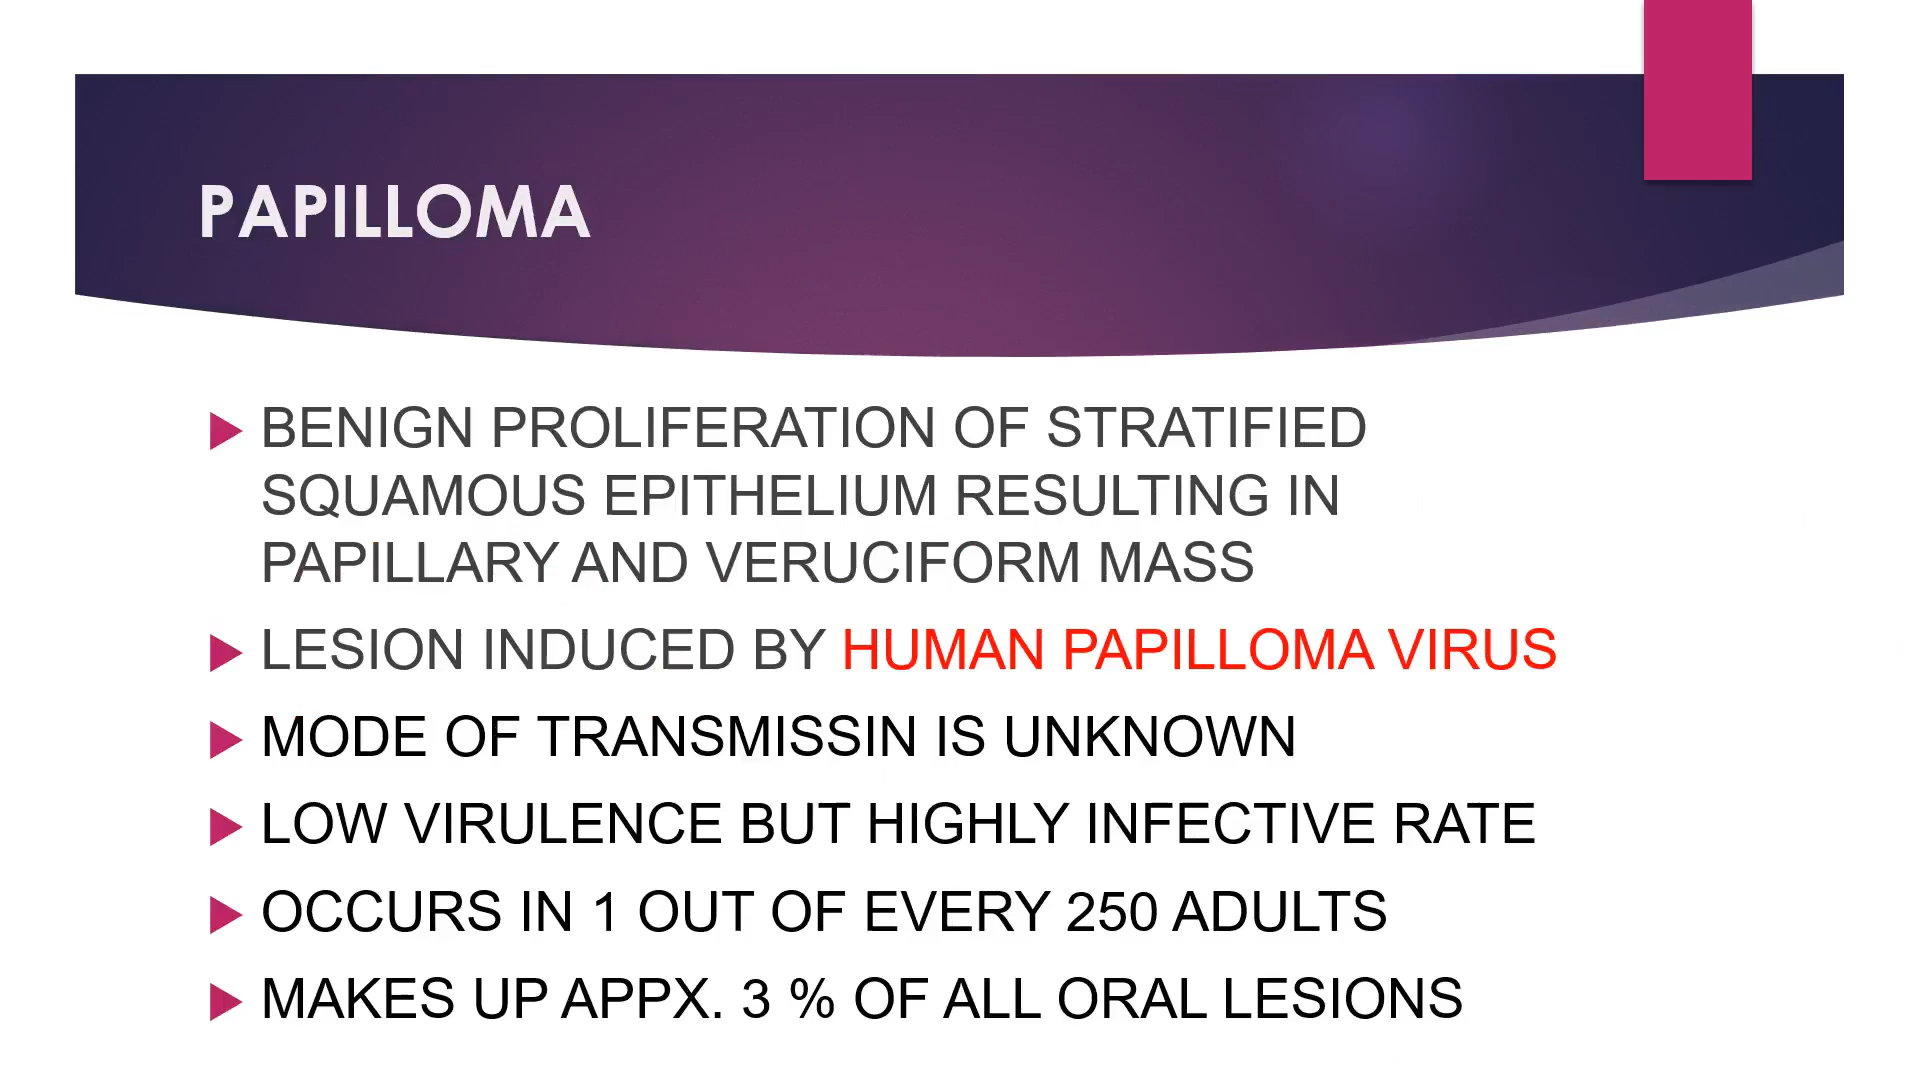 PAPILLOMA
BENIGN PROLIFERATION OF STRATIFIED
SQUAMOUS EPITHELIUM RESULTING IN
PAPILLARY AND VERUCIFORM MASS
LESION INDUCED BY HUMAN PAPILLOMA VIRUS
MODE OF TRANSMISSIN IS UNKNOWN
LOW VIRULENCE BUT HIGHLY INFECTIVE RATE
OCCURS IN 1 OUT OF EVERY 250 ADULTS
MAKES UP APPX. 3 % OF ALL ORAL LESIONS